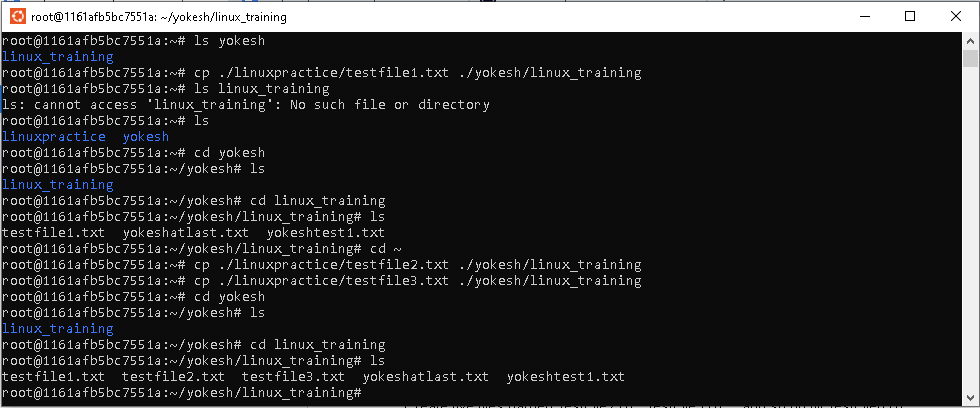 root@1161afb5bc7551a: ~/yokesh/linux_training
root@1161afb5bc7551a:~# ls yokesh
linux_training
root@1161afb5bc7551a:~# cp ./linuxpractice/testfile1.txt ./yokesh/linux_training
root@1161afb5bc7551a:~# ls linux_training
ls: cannot access 'linux_training': No such file or directory
root@1161afb5bc7551a:~# ls
linuxpractice  yokesh
root@1161afb5bc7551a:~# cd yokesh
root@1161afb5bc7551a:~/yokesh# ls
linux_training
root@1161afb5bc7551a:~/yokesh# cd linux_training
root@1161afb5bc7551a:~/yokesh/linux_training# ls
testfile1.txt  yokeshatlast.txt  yokeshtest1.txt
root@1161afb5bc7551a:~/yokesh/linux_training# cd ~
root@1161afb5bc7551a:~# cp ./linuxpractice/testfile2.txt ./yokesh/linux_training
root@1161afb5bc7551a:~# cp ./linuxpractice/testfile3.txt ./yokesh/linux_training
root@1161afb5bc7551a:~# cd yokesh
root@1161afb5bc7551a:~/yokesh# ls
linux_training
root@1161afb5bc7551a:~/yokesh# cd linux_training
root@1161afb5bc7551a:~/yokesh/linux_training# ls
testfile1.txt  testfile2.txt  testfile3.txt  yokeshatlast.txt  yokeshtest1.txt
root@1161afb5bc7551a:~/yokesh/linux_training#